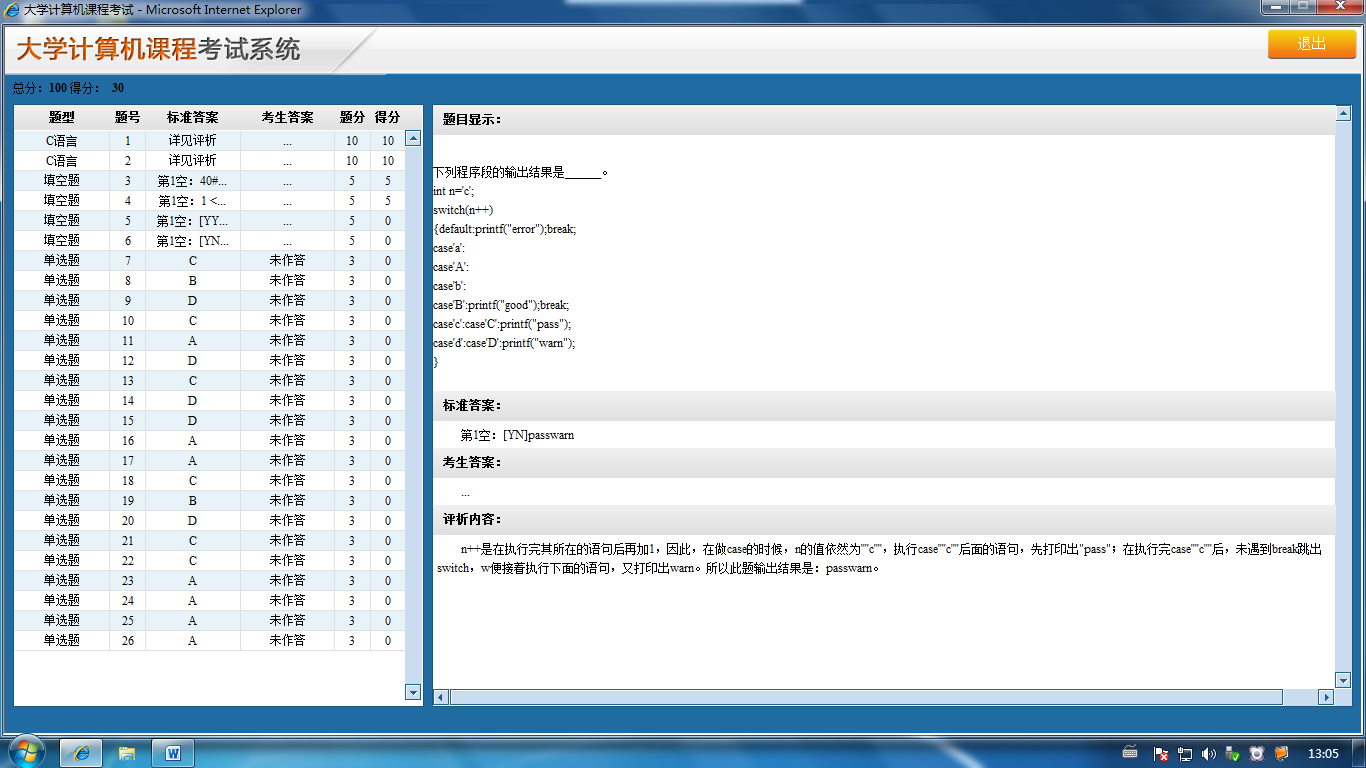 大学计算机课程考试 - Microsoft Internet Explorer
大学计算机课程考试系统
退出
总分：100 得分： 30
题型 题号 标准答案 考生答案 题分 得分
C语言 1 详见评析 ... 10 10
C语言 2 详见评析 ... 10 10
填空题 3 第1空：40#... ... 5 5
填空题 4 第1空：1 <... ... 5 5
填空题 5 第1空：[YY... ... 5 0
填空题 6 第1空：[YN... ... 5 0
单选题 7 C 未作答 3 0
单选题 8 B 未作答 3 0
单选题 9 D 未作答 3 0
单选题 10 C 未作答 3 0
单选题 11 A 未作答 3 0
单选题 12 D 未作答 3 0
单选题 13 C 未作答 3 0
单选题 14 D 未作答 3 0
单选题 15 D 未作答 3 0
单选题 16 A 未作答 3 0
单选题 17 A 未作答 3 0
单选题 18 C 未作答 3 0
单选题 19 B 未作答 3 0
单选题 20 D 未作答 3 0
单选题 21 C 未作答 3 0
单选题 22 C 未作答 3 0
单选题 23 A 未作答 3 0
单选题 24 A 未作答 3 0
单选题 25 A 未作答 3 0
单选题 26 A 未作答 3 0
题目显示：
下列程序段的输出结果是______。
int n='c';
switch(n++)
{default:printf("error");break;
case'a':
case'A':
case'b':
case'B':printf("good");break;
case'c':case'C':printf("pass");
case'd':case'D':printf("warn");
}
标准答案：
第1空：[YN]passwarn
考生答案：
...
评析内容：
n++是在执行完其所在的语句后再加1，因此，在做case的时候，n的值依然为""c""，执行case""c""后面的语句，先打印出"pass"；在执行完case""c""后，未遇到break跳出
switch，w便接着执行下面的语句，又打印出warn。所以此题输出结果是：passwarn。
13:05